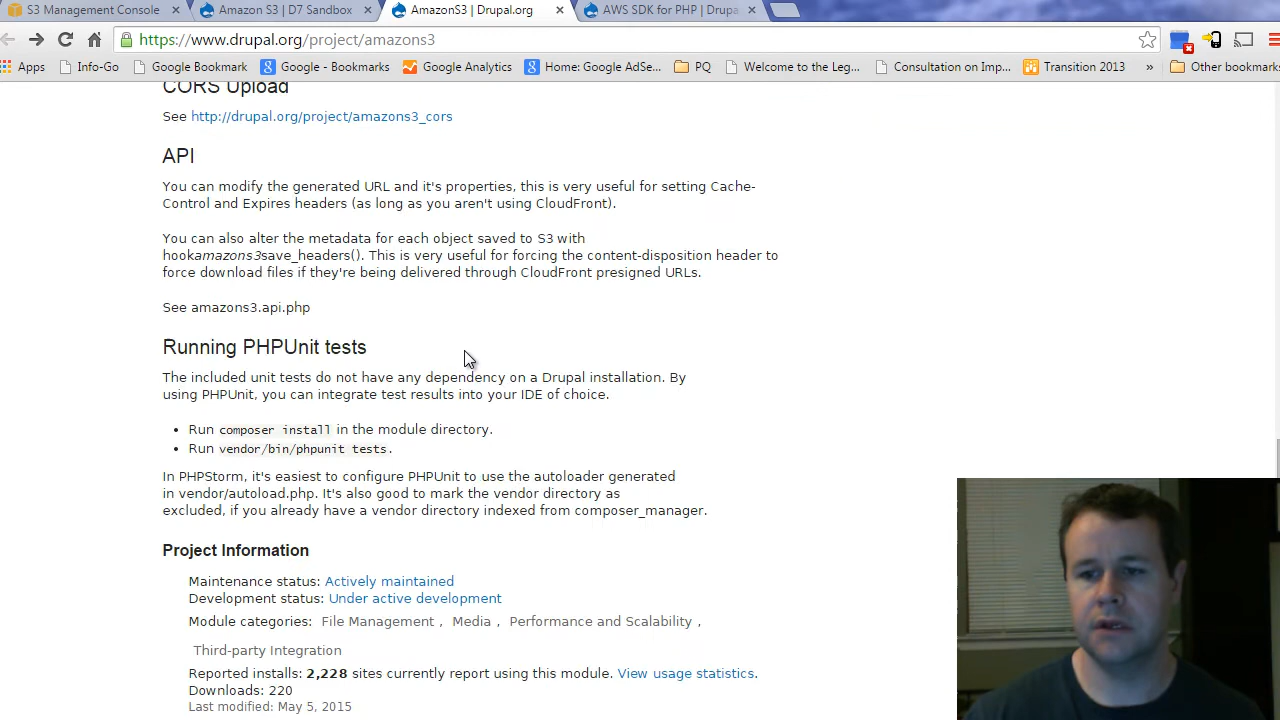 S3 Management Console
Amazon S3 | D7 Sandbox
AmazonS3 | Drupal.org
AWS SDK for PHP | Drupal
https://www.drupal.org/project/amazons3
Apps
Info-Go
Google Bookmark
Google - Bookmarks
Google Analytics
Home: Google AdSe...
PQ
Welcome to the Leg...
Consultation on Imp...
Transition 2013
»
Other bookmarks
CORS Upload
See http://drupal.org/project/amazons3_cors
API
You can modify the generated URL and it's properties, this is very useful for setting Cache-
Control and Expires headers (as long as you aren't using CloudFront).
You can also alter the metadata for each object saved to S3 with
hookamazons3save_headers(). This is very useful for forcing the content-disposition header to
force download files if they're being delivered through CloudFront presigned URLs.
See amazons3.api.php
Running PHPUnit tests
The included unit tests do not have any dependency on a Drupal installation. By
using PHPUnit, you can integrate test results into your IDE of choice.
• Run composer install in the module directory.
• Run vendor/bin/phpunit tests.
In PHPStorm, it's easiest to configure PHPUnit to use the autoloader generated
in vendor/autoload.php. It's also good to mark the vendor directory as
excluded, if you already have a vendor directory indexed from composer_manager.
Project Information
Maintenance status: Actively maintained
Development status: Under active development
Module categories: File Management , Media , Performance and Scalability ,
Third-party Integration
Reported installs: 2,228 sites currently report using this module. View usage statistics.
Downloads: 220
Last modified: May 5, 2015